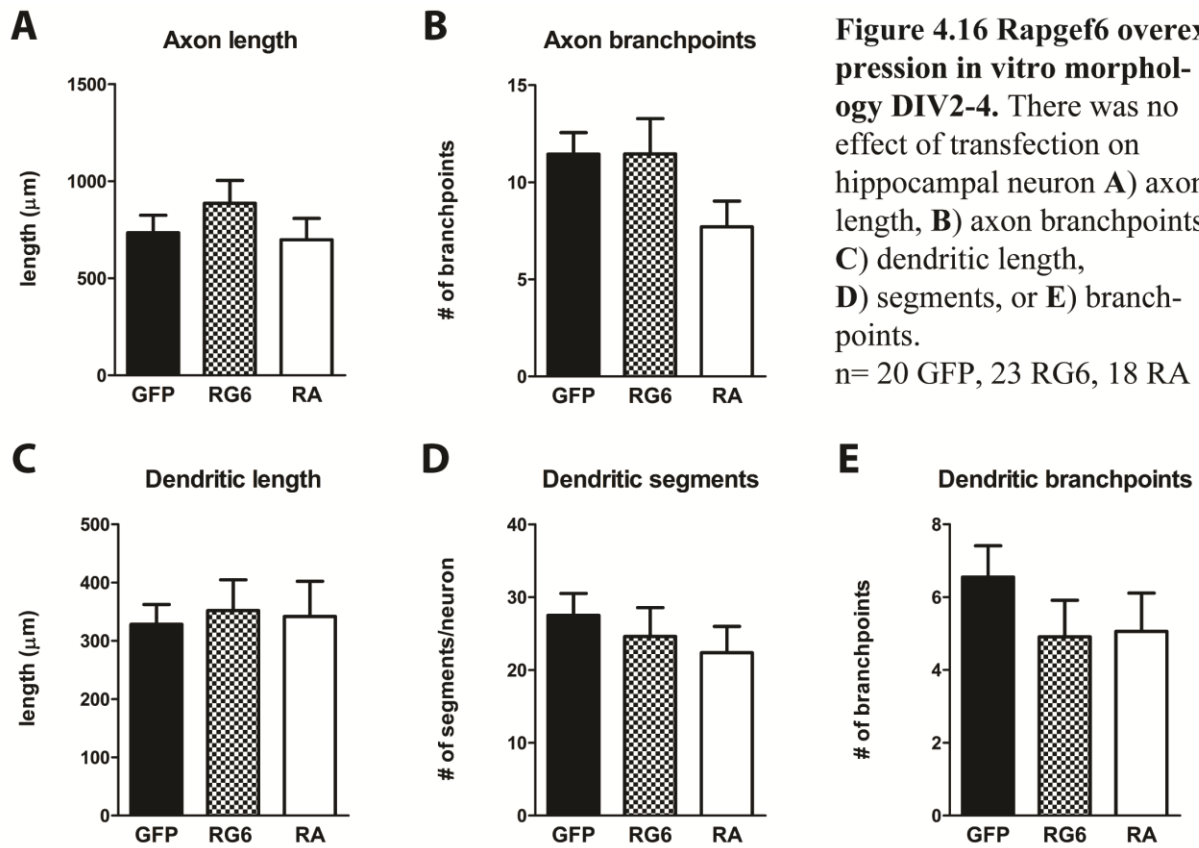 A
Axon length
1500
1000
500
0
length (µm)
GFP RG6 RA
B
Axon branchpoints
15
10
5
0
# of branchpoints
GFP RG6 RA
Figure 4.16 Rapgef6 overex
pression in vitro morphol-
ogy DIV2-4. There was no
effect of transfection on
hippocampal neuron A) axon
length, B) axon branchpoints
C) dendritic length,
D) segments, or E) branch-
points.
n= 20 GFP, 23 RG6, 18 RA
C
Dendritic length
500
400
300
200
100
0
length (µm)
GFP RG6 RA
D
Dendritic segments
40
30
20
10
0
# of segments/neuron
GFP RG6 RA
E
Dendritic branchpoints
8
6
4
2
0
# of branchpoints
GFP RG6 RA